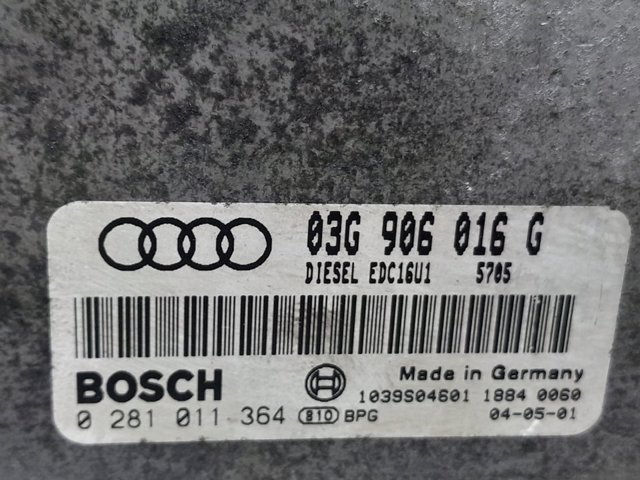 03G 906 016 G
DIESEL EDC16U1 5705
BOSCH
Made in Germany
1039S04601 1884 0060
0 281 011 364 810 BPG
04-05-01